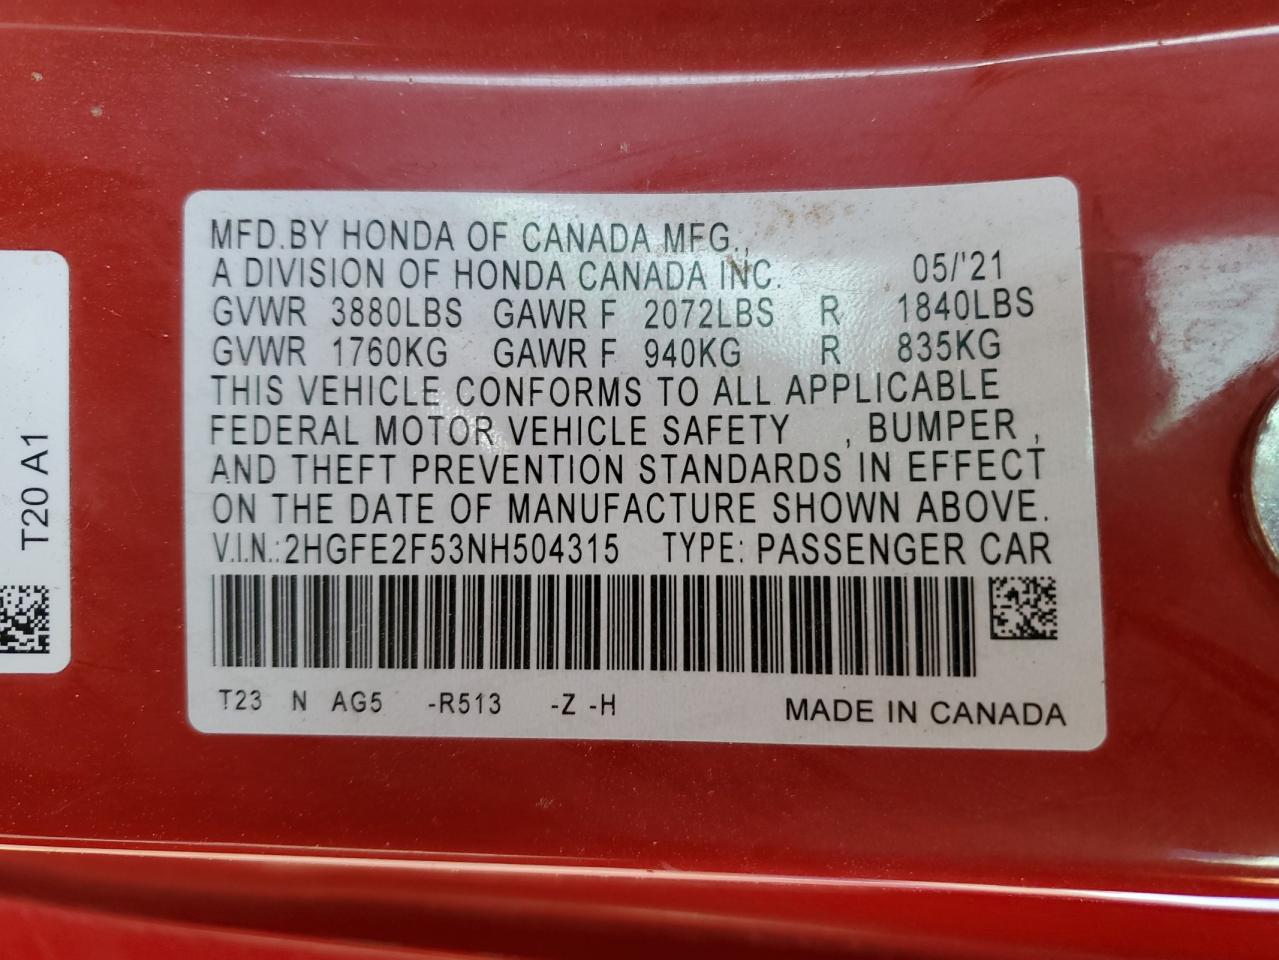 MFD.BY HONDA OF CANADA MFG.,
A DIVISION OF HONDA CANADA INC. 05/'21
GVWR 3880LBS GAWR F 2072LBS R 1840LBS
GVWR 1760KG GAWR F 940KG R 835KG
THIS VEHICLE CONFORMS TO ALL APPLICABLE
FEDERAL MOTOR VEHICLE SAFETY , BUMPER ,
AND THEFT PREVENTION STANDARDS IN EFFECT
ON THE DATE OF MANUFACTURE SHOWN ABOVE.
V.I.N.:2HGFE2F53NH504315 TYPE: PASSENGER CAR
T23 N AG5 -R513 -Z -H MADE IN CANADA
T20 A1